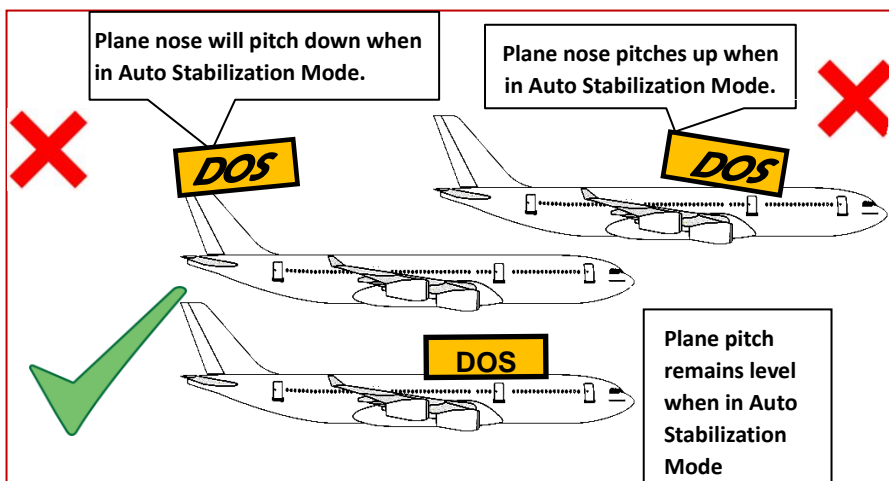 Plane nose will pitch down when
in Auto Stabilization Mode.
Plane nose pitches up when
in Auto Stabilization Mode.
DOS
DOS
DOS
Plane pitch
remains level
when in Auto
Stabilization
Mode